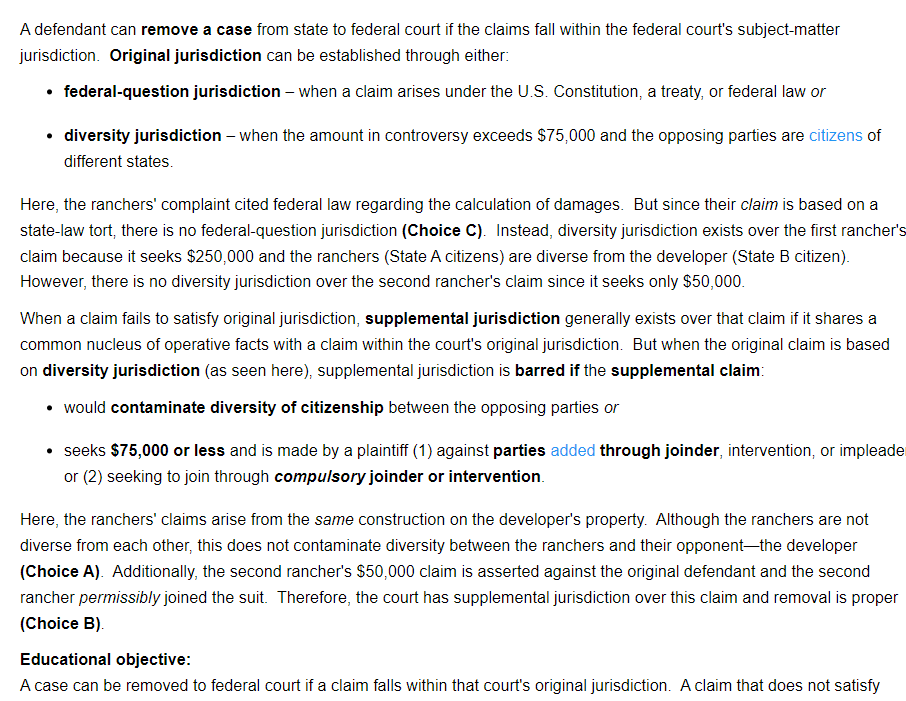 A defendant can remove a case from state to federal court if the claims fall within the federal court's subject-matter
jurisdiction.  Original jurisdiction can be established through either:
• federal-question jurisdiction – when a claim arises under the U.S. Constitution, a treaty, or federal law or
• diversity jurisdiction – when the amount in controversy exceeds $75,000 and the opposing parties are citizens of
different states.
Here, the ranchers' complaint cited federal law regarding the calculation of damages.  But since their claim is based on a
state-law tort, there is no federal-question jurisdiction (Choice C).  Instead, diversity jurisdiction exists over the first rancher's
claim because it seeks $250,000 and the ranchers (State A citizens) are diverse from the developer (State B citizen).
However, there is no diversity jurisdiction over the second rancher's claim since it seeks only $50,000.
When a claim fails to satisfy original jurisdiction, supplemental jurisdiction generally exists over that claim if it shares a
common nucleus of operative facts with a claim within the court's original jurisdiction.  But when the original claim is based
on diversity jurisdiction (as seen here), supplemental jurisdiction is barred if the supplemental claim:
• would contaminate diversity of citizenship between the opposing parties or
• seeks $75,000 or less and is made by a plaintiff (1) against parties added through joinder, intervention, or impleade
or (2) seeking to join through compulsory joinder or intervention.
Here, the ranchers' claims arise from the same construction on the developer's property.  Although the ranchers are not
diverse from each other, this does not contaminate diversity between the ranchers and their opponent—the developer
(Choice A).  Additionally, the second rancher's $50,000 claim is asserted against the original defendant and the second
rancher permissibly joined the suit.  Therefore, the court has supplemental jurisdiction over this claim and removal is proper
(Choice B).
Educational objective:
A case can be removed to federal court if a claim falls within that court's original jurisdiction.  A claim that does not satisfy